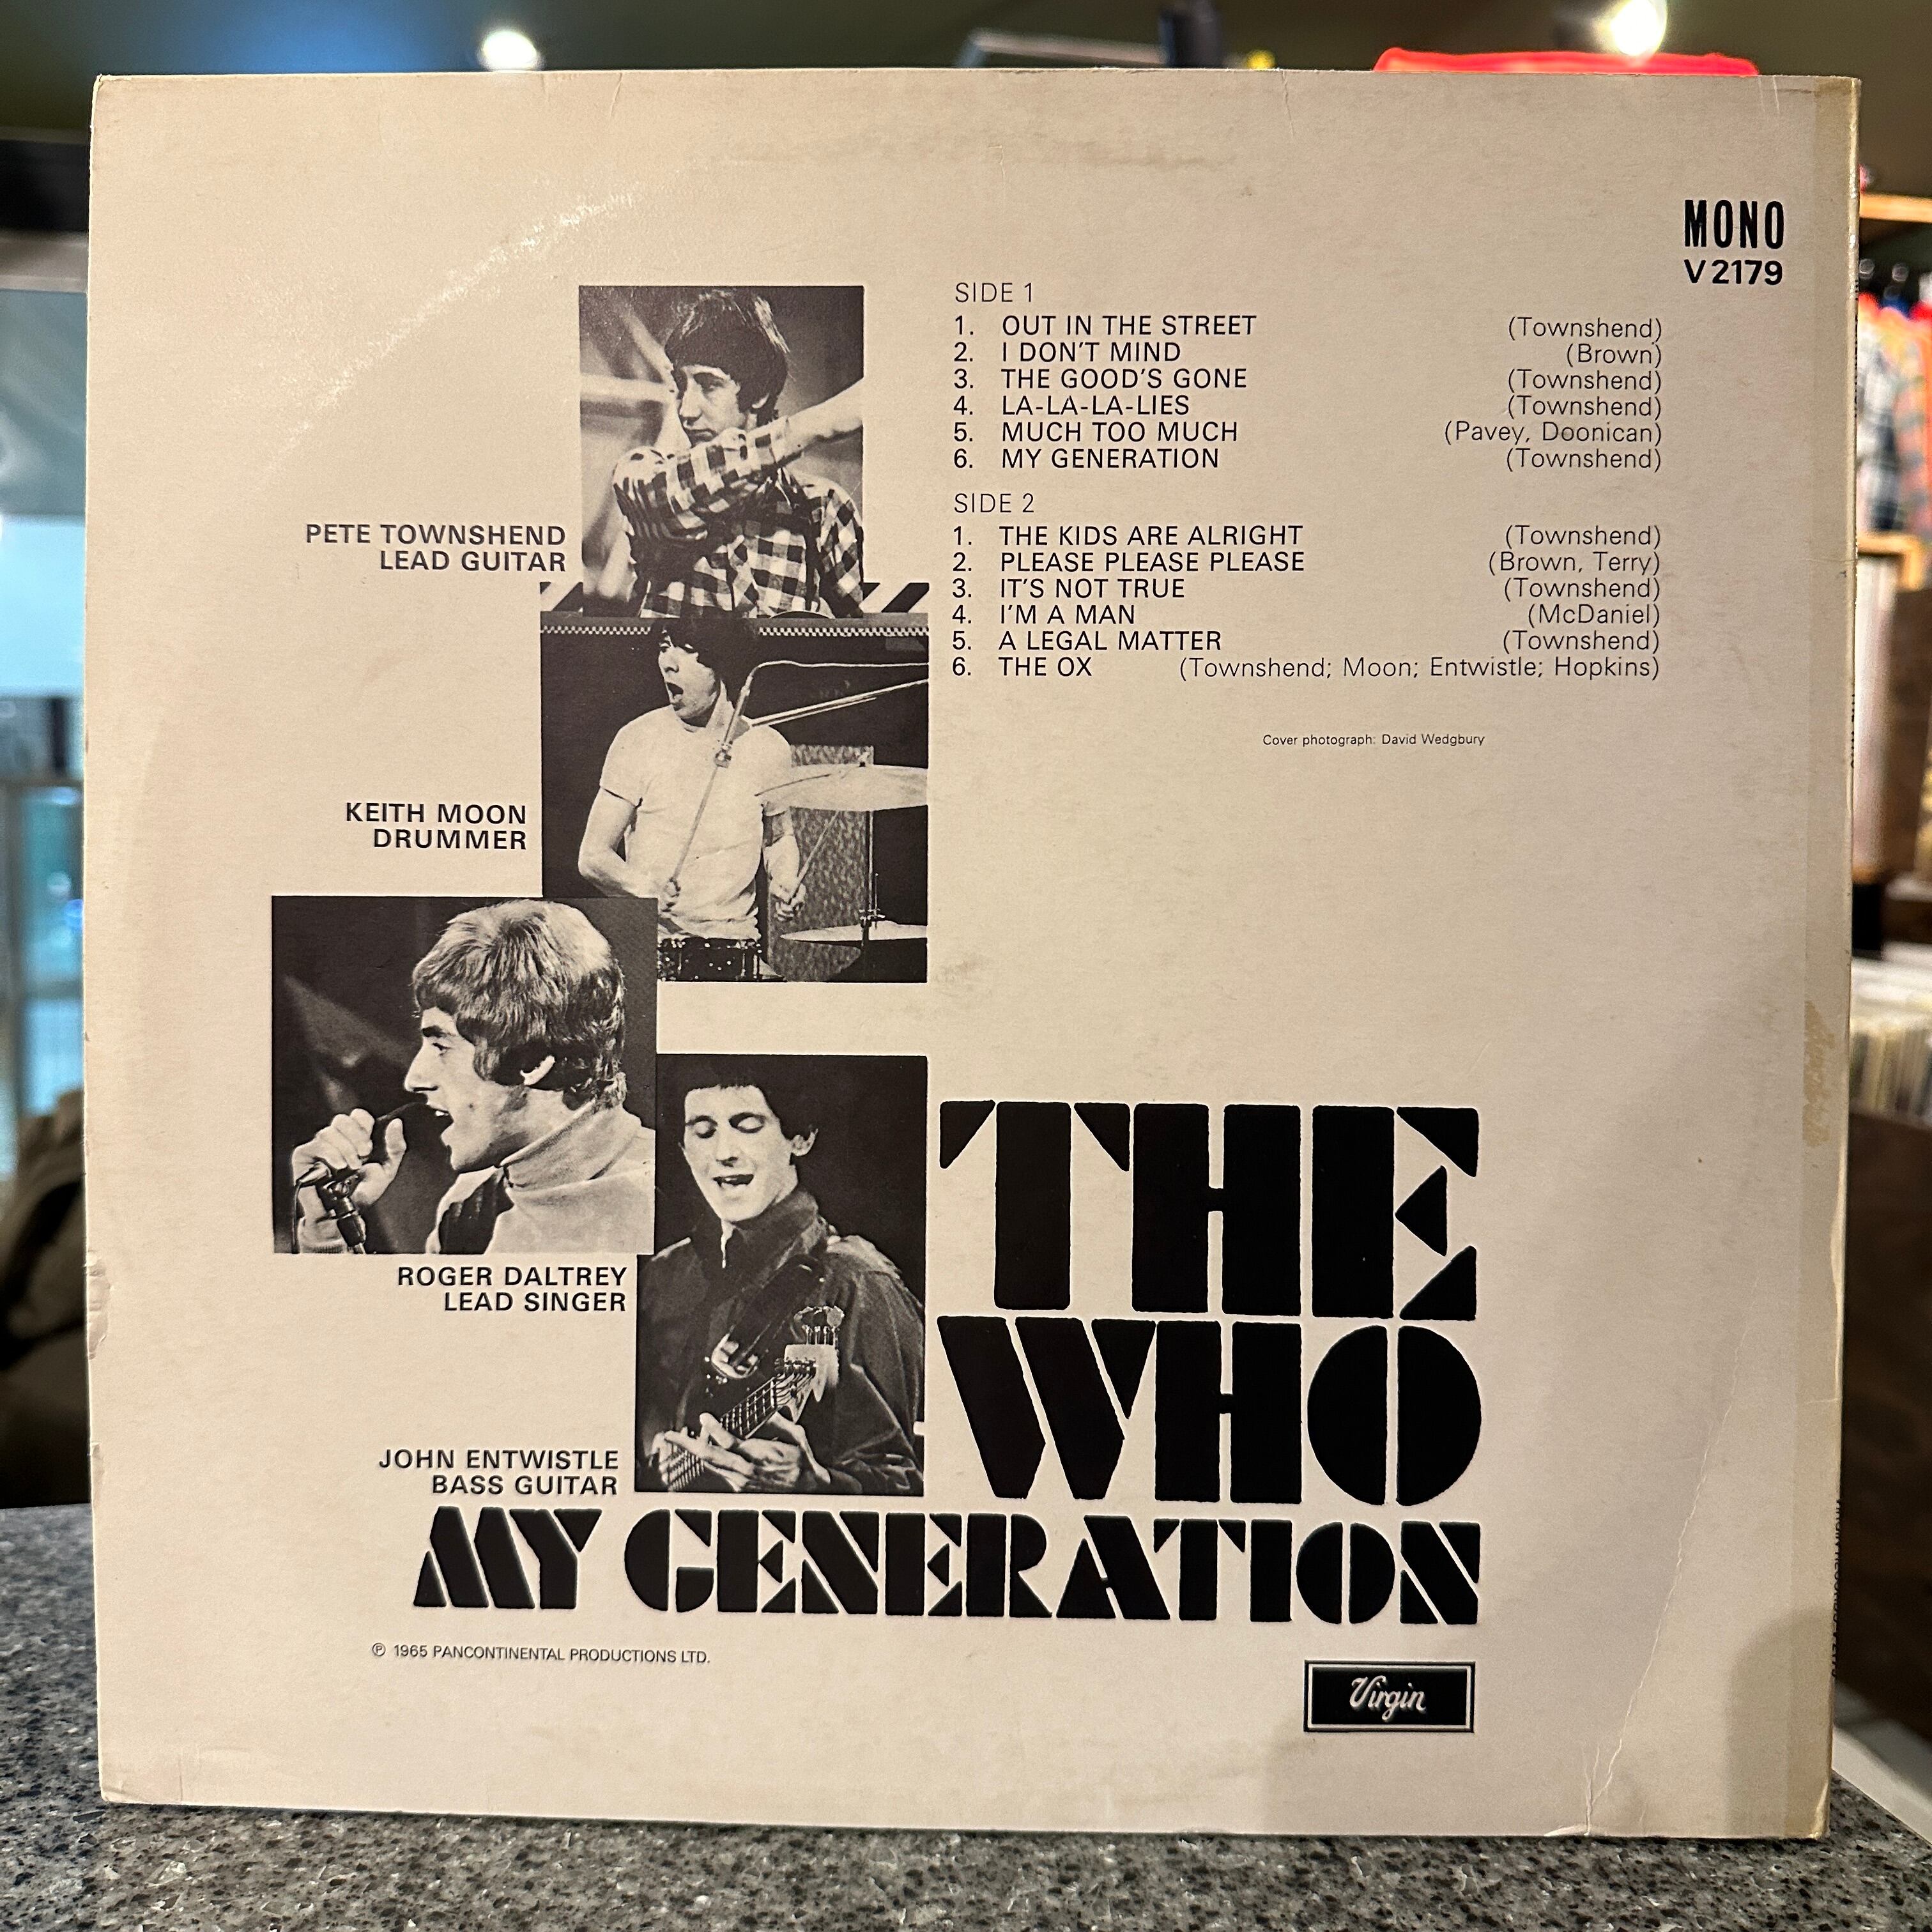 MONO
V 2179
SIDE 1
1. OUT IN THE STREET (Townshend)
2. I DON'T MIND (Brown)
3. THE GOOD'S GONE (Townshend)
4. LA-LA-LA-LIES (Townshend)
5. MUCH TOO MUCH (Pavey, Doonican)
6. MY GENERATION (Townshend)
SIDE 2
1. THE KIDS ARE ALRIGHT (Townshend)
2. PLEASE PLEASE PLEASE (Brown, Terry)
3. IT'S NOT TRUE (Townshend)
4. I'M A MAN (McDaniel)
5. A LEGAL MATTER (Townshend)
6. THE OX (Townshend; Moon; Entwistle; Hopkins)
Cover photograph: David Wedgbury
PETE TOWNSHEND
LEAD GUITAR
KEITH MOON
DRUMMER
ROGER DALTREY
LEAD SINGER
JOHN ENTWISTLE
BASS GUITAR
THE
WHO
MY GENERATION
℗ 1965 PANCONTINENTAL PRODUCTIONS LTD.
Virgin